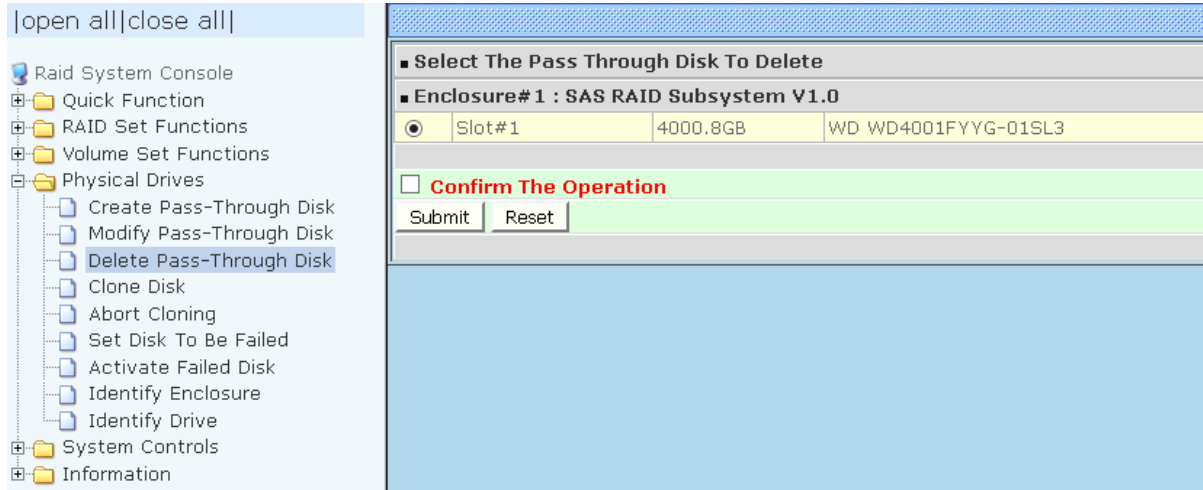 |open all|close all|
Raid System Console
Quick Function
RAID Set Functions
Volume Set Functions
Physical Drives
Create Pass-Through Disk
Modify Pass-Through Disk
Delete Pass-Through Disk
Clone Disk
Abort Cloning
Set Disk To Be Failed
Activate Failed Disk
Identify Enclosure
Identify Drive
System Controls
Information
Select The Pass Through Disk To Delete
Enclosure#1 : SAS RAID Subsystem V1.0
Slot#1 4000.8GB WD WD4001FYYG-01SL3
Confirm The Operation
Submit Reset